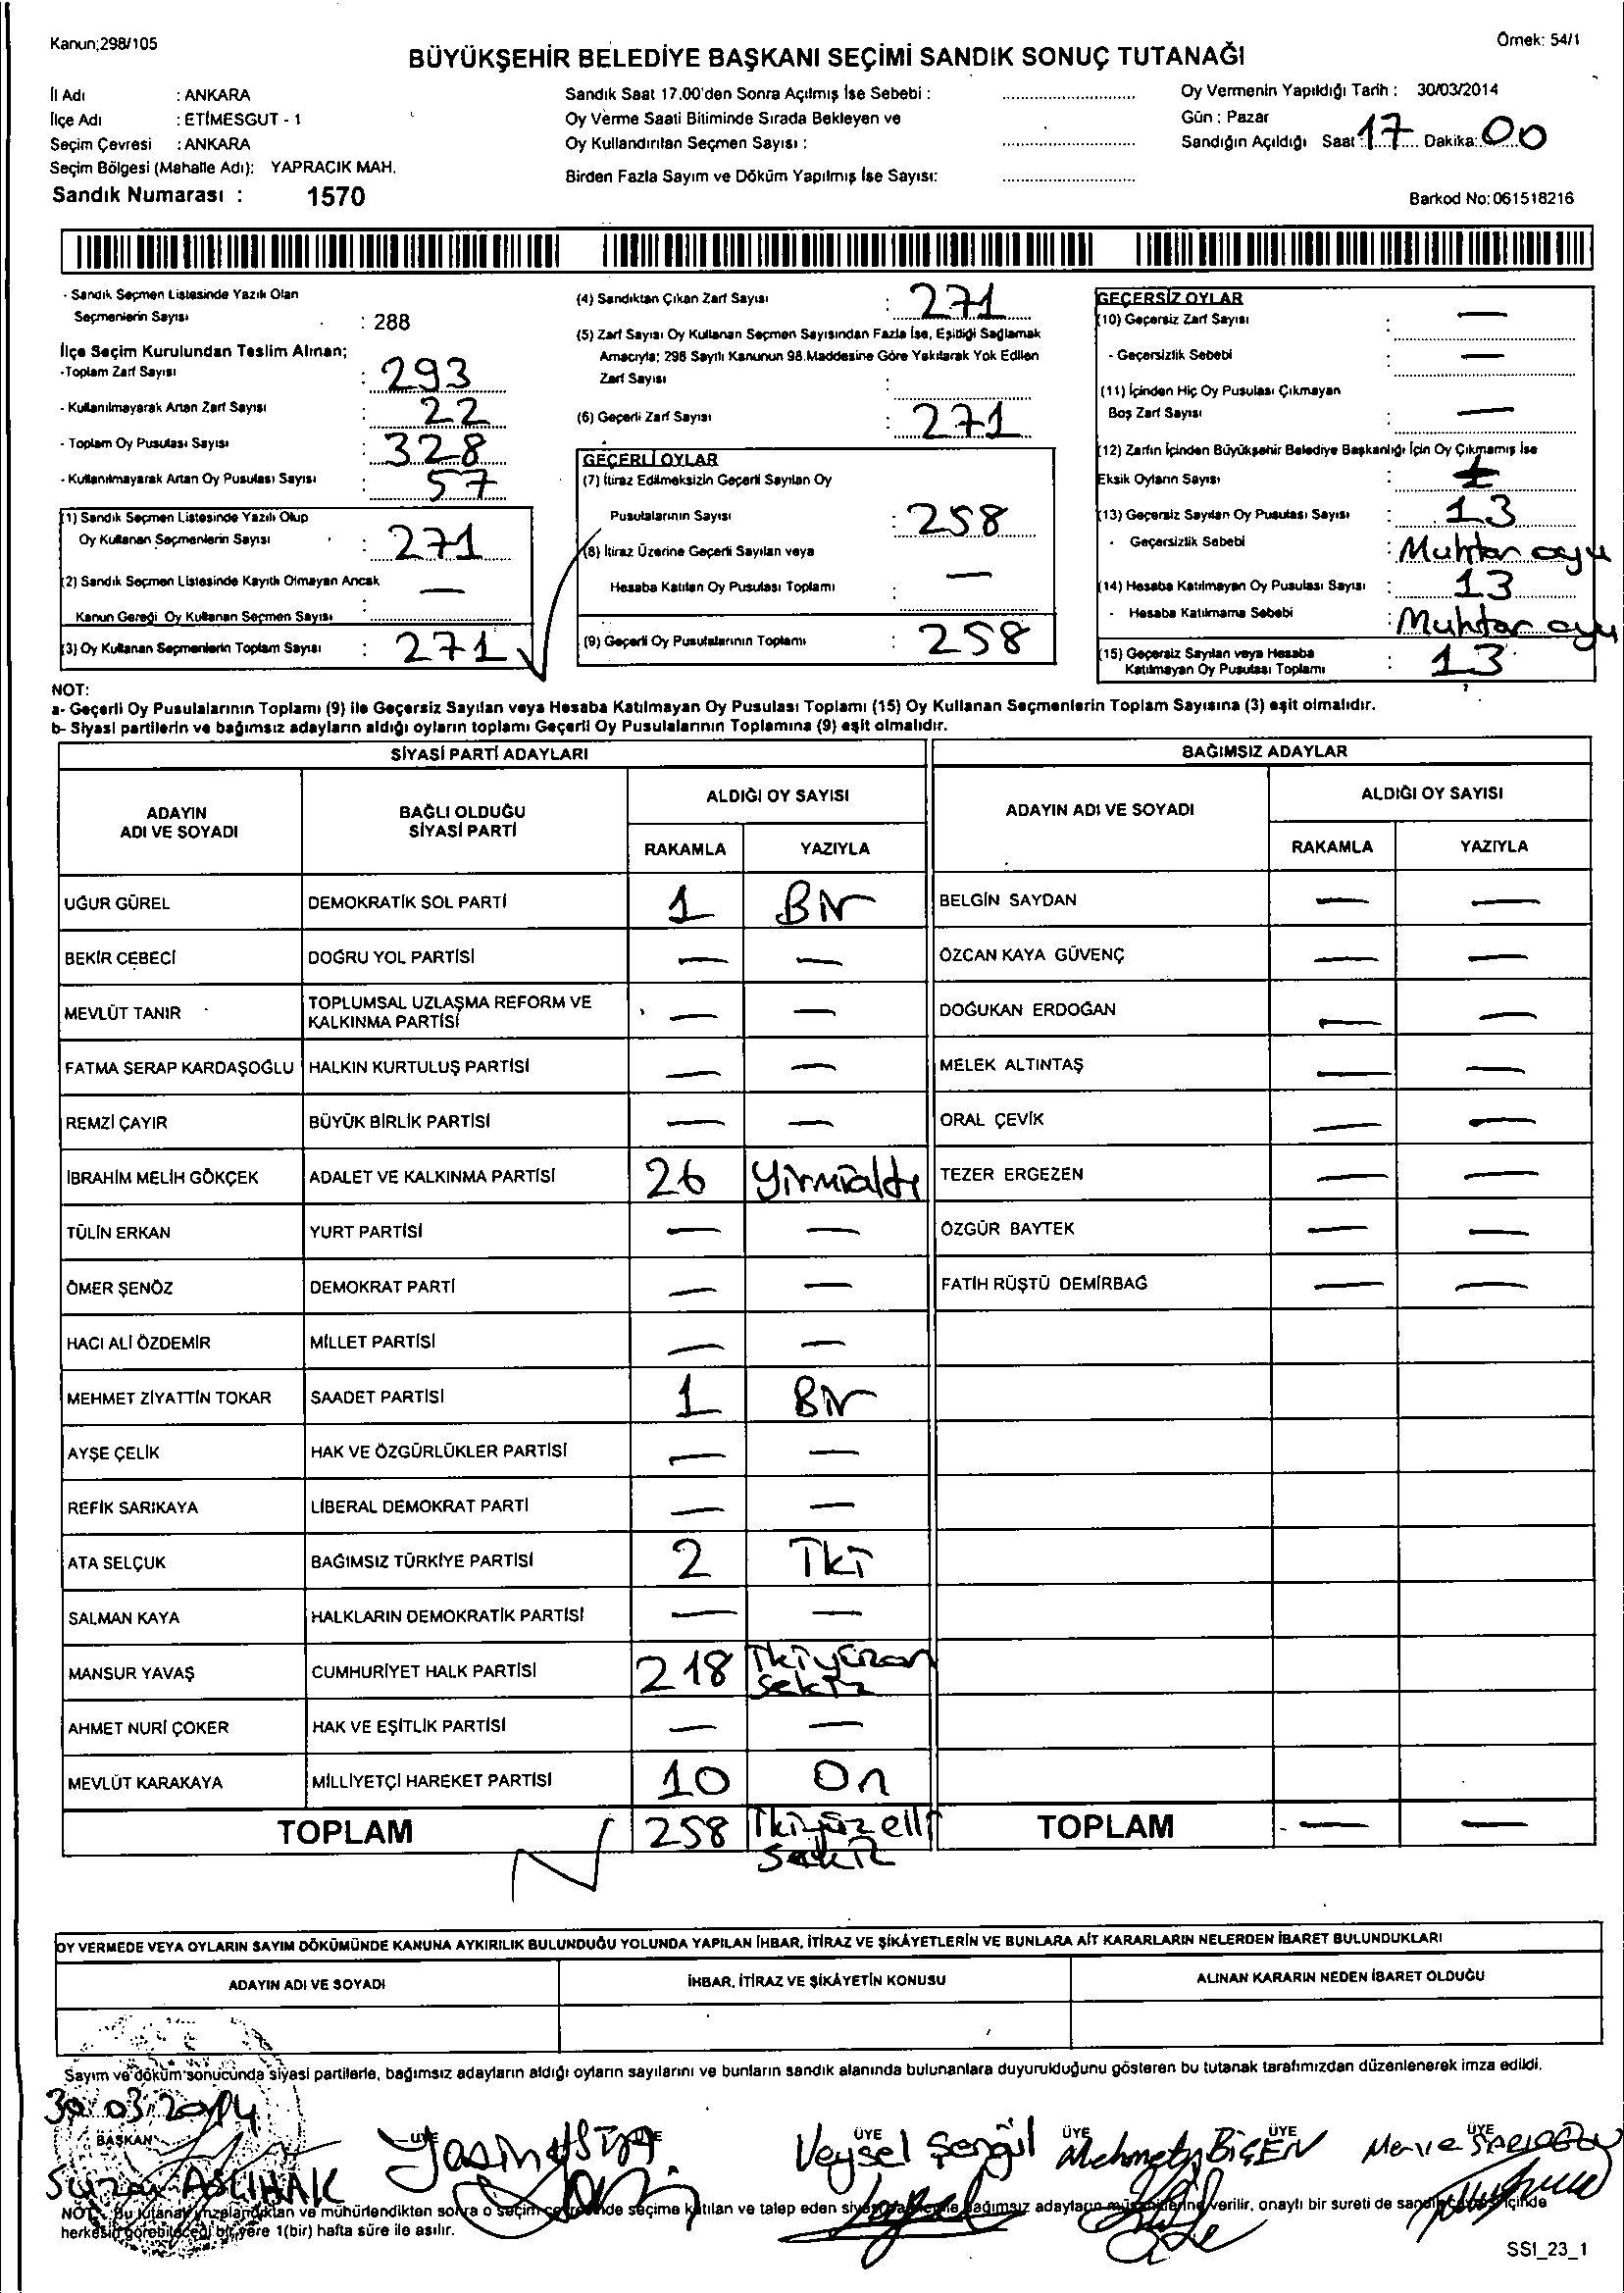 Kanun;298/105
Örnek: 54/1
BÜYÜKŞEHİR BELEDİYE BAŞKANI SEÇİMİ SANDIK SONUÇ TUTANAĞI
İl Adı : ANKARA
İlçe Adı : ETİMESGUT - 1
Seçim Çevresi : ANKARA
Seçim Bölgesi (Mahalle Adı): YAPRACIK MAH.
Sandık Numarası : 1570
Sandık Saat 17.00'den Sonra Açılmış İse Sebebi :
Oy Verme Saati Bitiminde Sırada Bekleyen ve
Oy Kullandırılan Seçmen Sayısı :
Birden Fazla Sayım ve Döküm Yapılmış İse Sayısı:
Oy Vermenin Yapıldığı Tarih : 30/03/2014
Gün : Pazar
Sandığın Açıldığı Saat : 17 Dakika: 00
Barkod No: 061518216
- Sandık Seçmen Listesinde Yazılı Olan
Seçmenlerin Sayısı : 288
İlçe Seçim Kurulundan Teslim Alınan;
-Toplam Zarf Sayısı : 293
- Kullanılmayarak Artan Zarf Sayısı : 22
- Toplam Oy Pusulası Sayısı : 328
- Kullanılmayarak Artan Oy Pusulası Sayısı : 57
(1) Sandık Seçmen Listesinde Yazılı Olup
Oy Kullanan Seçmenlerin Sayısı : 271
(2) Sandık Seçmen Listesinde Kayıtlı Olmayan Ancak
Kanun Gereği Oy Kullanan Seçmen Sayısı : —
(3) Oy Kullanan Seçmenlerin Toplam Sayısı : 271
(4) Sandıktan Çıkan Zarf Sayısı : 271
(5) Zarf Sayısı Oy Kullanan Seçmen Sayısından Fazla İse, Eşitliği Sağlamak
Amacıyla; 298 Sayılı Kanunun 98.Maddesine Göre Yakılarak Yok Edilen
Zarf Sayısı :
(6) Geçerli Zarf Sayısı : 271
GEÇERLİ OYLAR
(7) İtiraz Edilmeksizin Geçerli Sayılan Oy
Pusulalarının Sayısı : 258
(8) İtiraz Üzerine Geçerli Sayılan veya
Hesaba Katılan Oy Pusulası Toplamı : —
(9) Geçerli Oy Pusulalarının Toplamı : 258
GEÇERSİZ OYLAR
(10) Geçersiz Zarf Sayısı : —
- Geçersizlik Sebebi : —
(11) İçinden Hiç Oy Pusulası Çıkmayan
Boş Zarf Sayısı : —
(12) Zarfın İçinden Büyükşehir Belediye Başkanlığı İçin Oy Çıkmamış İse
Eksik Oyların Sayısı :
(13) Geçersiz Sayılan Oy Pusulası Sayısı : 13
- Geçersizlik Sebebi : Muhtar oyu
(14) Hesaba Katılmayan Oy Pusulası Sayısı : 13
- Hesaba Katılmama Sebebi : Muhtar oyu
(15) Geçersiz Sayılan veya Hesaba
Katılmayan Oy Pusulası Toplamı : 13
NOT:
a- Geçerli Oy Pusulalarının Toplamı (9) ile Geçersiz Sayılan veya Hesaba Katılmayan Oy Pusulası Toplamı (15) Oy Kullanan Seçmenlerin Toplam Sayısına (3) eşit olmalıdır.
b- Siyasi partilerin ve bağımsız adayların aldığı oyların toplamı Geçerli Oy Pusulalarının Toplamına (9) eşit olmalıdır.
SİYASİ PARTİ ADAYLARI
BAĞIMSIZ ADAYLAR
ADAYIN
ADI VE SOYADI
BAĞLI OLDUĞU
SİYASİ PARTİ
ALDIĞI OY SAYISI
RAKAMLA YAZIYLA
ADAYIN ADI VE SOYADI
ALDIĞI OY SAYISI
RAKAMLA YAZIYLA
UĞUR GÜREL DEMOKRATİK SOL PARTİ 1 Bir BELGİN SAYDAN — —
BEKİR CEBECİ DOĞRU YOL PARTİSİ — — ÖZCAN KAYA GÜVENÇ — —
MEVLÜT TANIR TOPLUMSAL UZLAŞMA REFORM VE
KALKINMA PARTİSİ — — DOĞUKAN ERDOĞAN — —
FATMA SERAP KARDAŞOĞLU HALKIN KURTULUŞ PARTİSİ — — MELEK ALTINTAŞ — —
REMZİ ÇAYIR BÜYÜK BİRLİK PARTİSİ — — ORAL ÇEVİK — —
İBRAHİM MELİH GÖKÇEK ADALET VE KALKINMA PARTİSİ 26 Yirmialtı TEZER ERGEZEN — —
TÜLİN ERKAN YURT PARTİSİ — — ÖZGÜR BAYTEK — —
ÖMER ŞENÖZ DEMOKRAT PARTİ — — FATİH RÜŞTÜ DEMİRBAĞ — —
HACI ALİ ÖZDEMİR MİLLET PARTİSİ — —
MEHMET ZİYATTİN TOKAR SAADET PARTİSİ 1 Bir
AYŞE ÇELİK HAK VE ÖZGÜRLÜKLER PARTİSİ — —
REFİK SARIKAYA LİBERAL DEMOKRAT PARTİ — —
ATA SELÇUK BAĞIMSIZ TÜRKİYE PARTİSİ 2 İki
SALMAN KAYA HALKLARIN DEMOKRATİK PARTİSİ — —
MANSUR YAVAŞ CUMHURİYET HALK PARTİSİ 218 İkiyüzon
sekiz
AHMET NURİ ÇOKER HAK VE EŞİTLİK PARTİSİ — —
MEVLÜT KARAKAYA MİLLİYETÇİ HAREKET PARTİSİ 10 On
TOPLAM 258 İkiyüzelli
sekiz
TOPLAM — —
OY VERMEDE VEYA OYLARIN SAYIM DÖKÜMÜNDE KANUNA AYKIRILIK BULUNDUĞU YOLUNDA YAPILAN İHBAR, İTİRAZ VE ŞİKÂYETLERİN VE BUNLARA AİT KARARLARIN NELERDEN İBARET BULUNDUKLARI
ADAYIN ADI VE SOYADI İHBAR, İTİRAZ VE ŞİKÂYETİN KONUSU ALINAN KARARIN NEDEN İBARET OLDUĞU
Sayım ve döküm sonucunda siyasi partilerle, bağımsız adayların aldığı oyların sayılarını ve bunların sandık alanında bulunanlara duyurulduğunu gösteren bu tutanak tarafımızdan düzenlenerek imza edildi.
30.03.2014
BAŞKAN ÜYE ÜYE ÜYE ÜYE ÜYE ÜYE
Yasin USTA Veysel Şengül Mehmet BİÇEN Merve
NOT: Bu tutanak imzalandıktan ve mühürlendikten sonra o seçim çevresinde seçime katılan ve talep eden siyasi partilerle bağımsız adayların müşahitlerine verilir, onaylı bir sureti de sandık çevresi içinde
herkesin görebileceği bir yere 1(bir) hafta süre ile asılır.
SSI_23_1